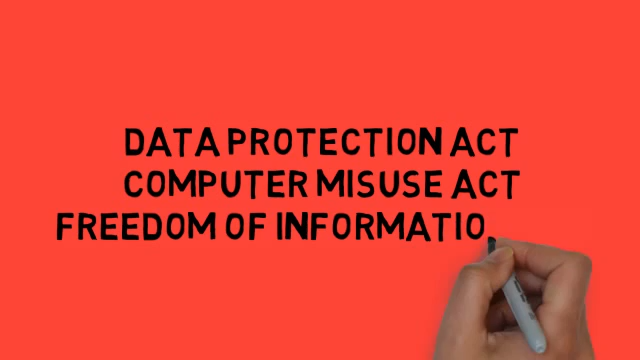 DATA PROTECTION ACT
COMPUTER MISUSE ACT
FREEDOM OF INFORMATIO